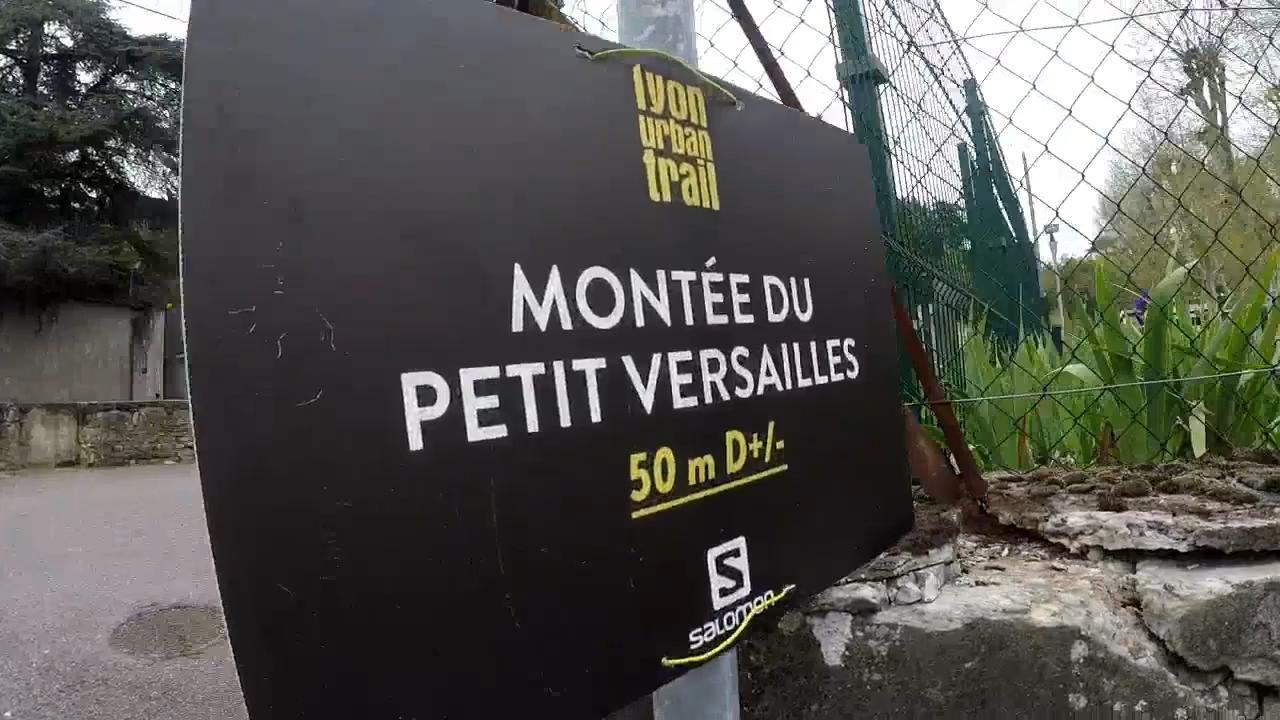 lyon
urban
trail
MONTÉE DU
PETIT VERSAILLES
50 m D+/-
S
SALOMON